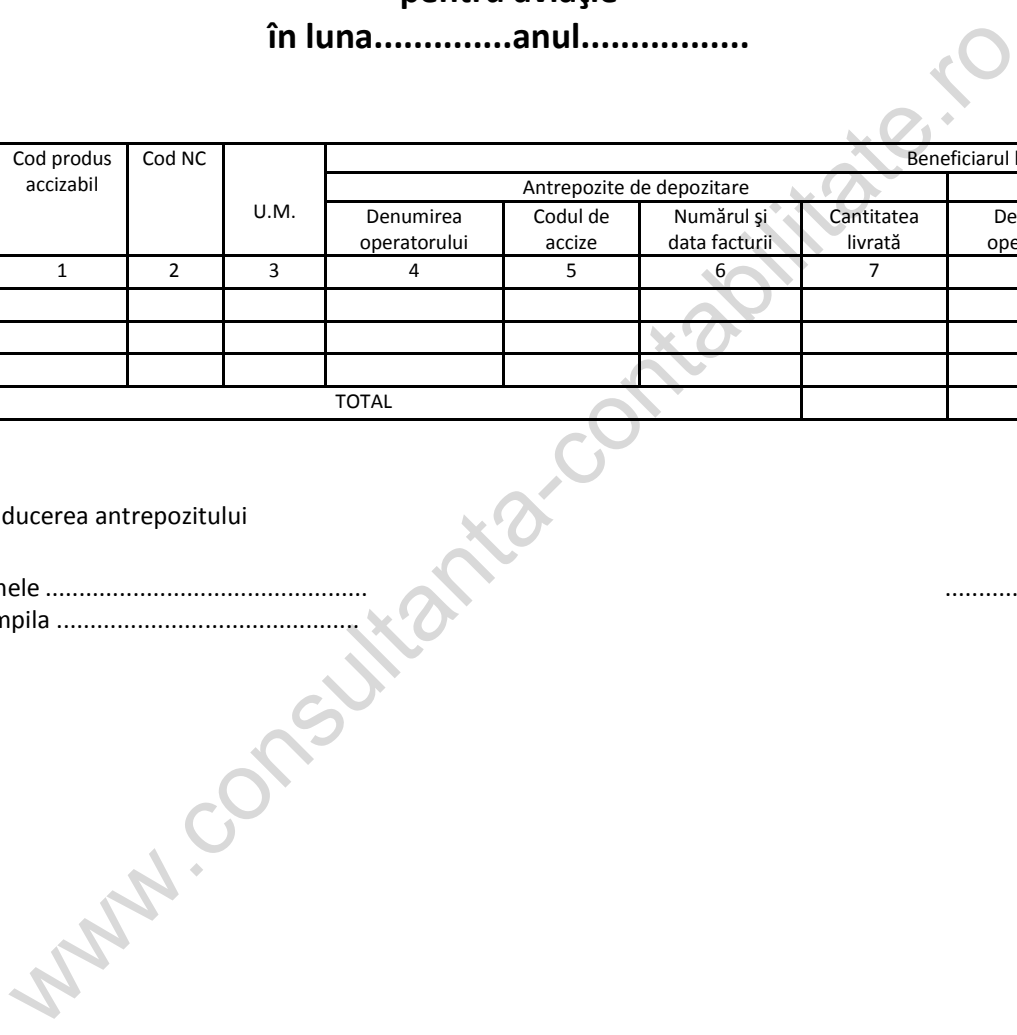 în luna..............anul.................
Cod produs accizabil Cod NC U.M. Beneficiarul
Antrepozite de depozitare
Denumirea operatorului Codul de accize Numărul şi data facturii Cantitatea livrată
1 2 3 4 5 6 7
TOTAL
ducerea antrepozitului
nele ................................................
mpila .............................................
www.consultanta-contabilitate.ro